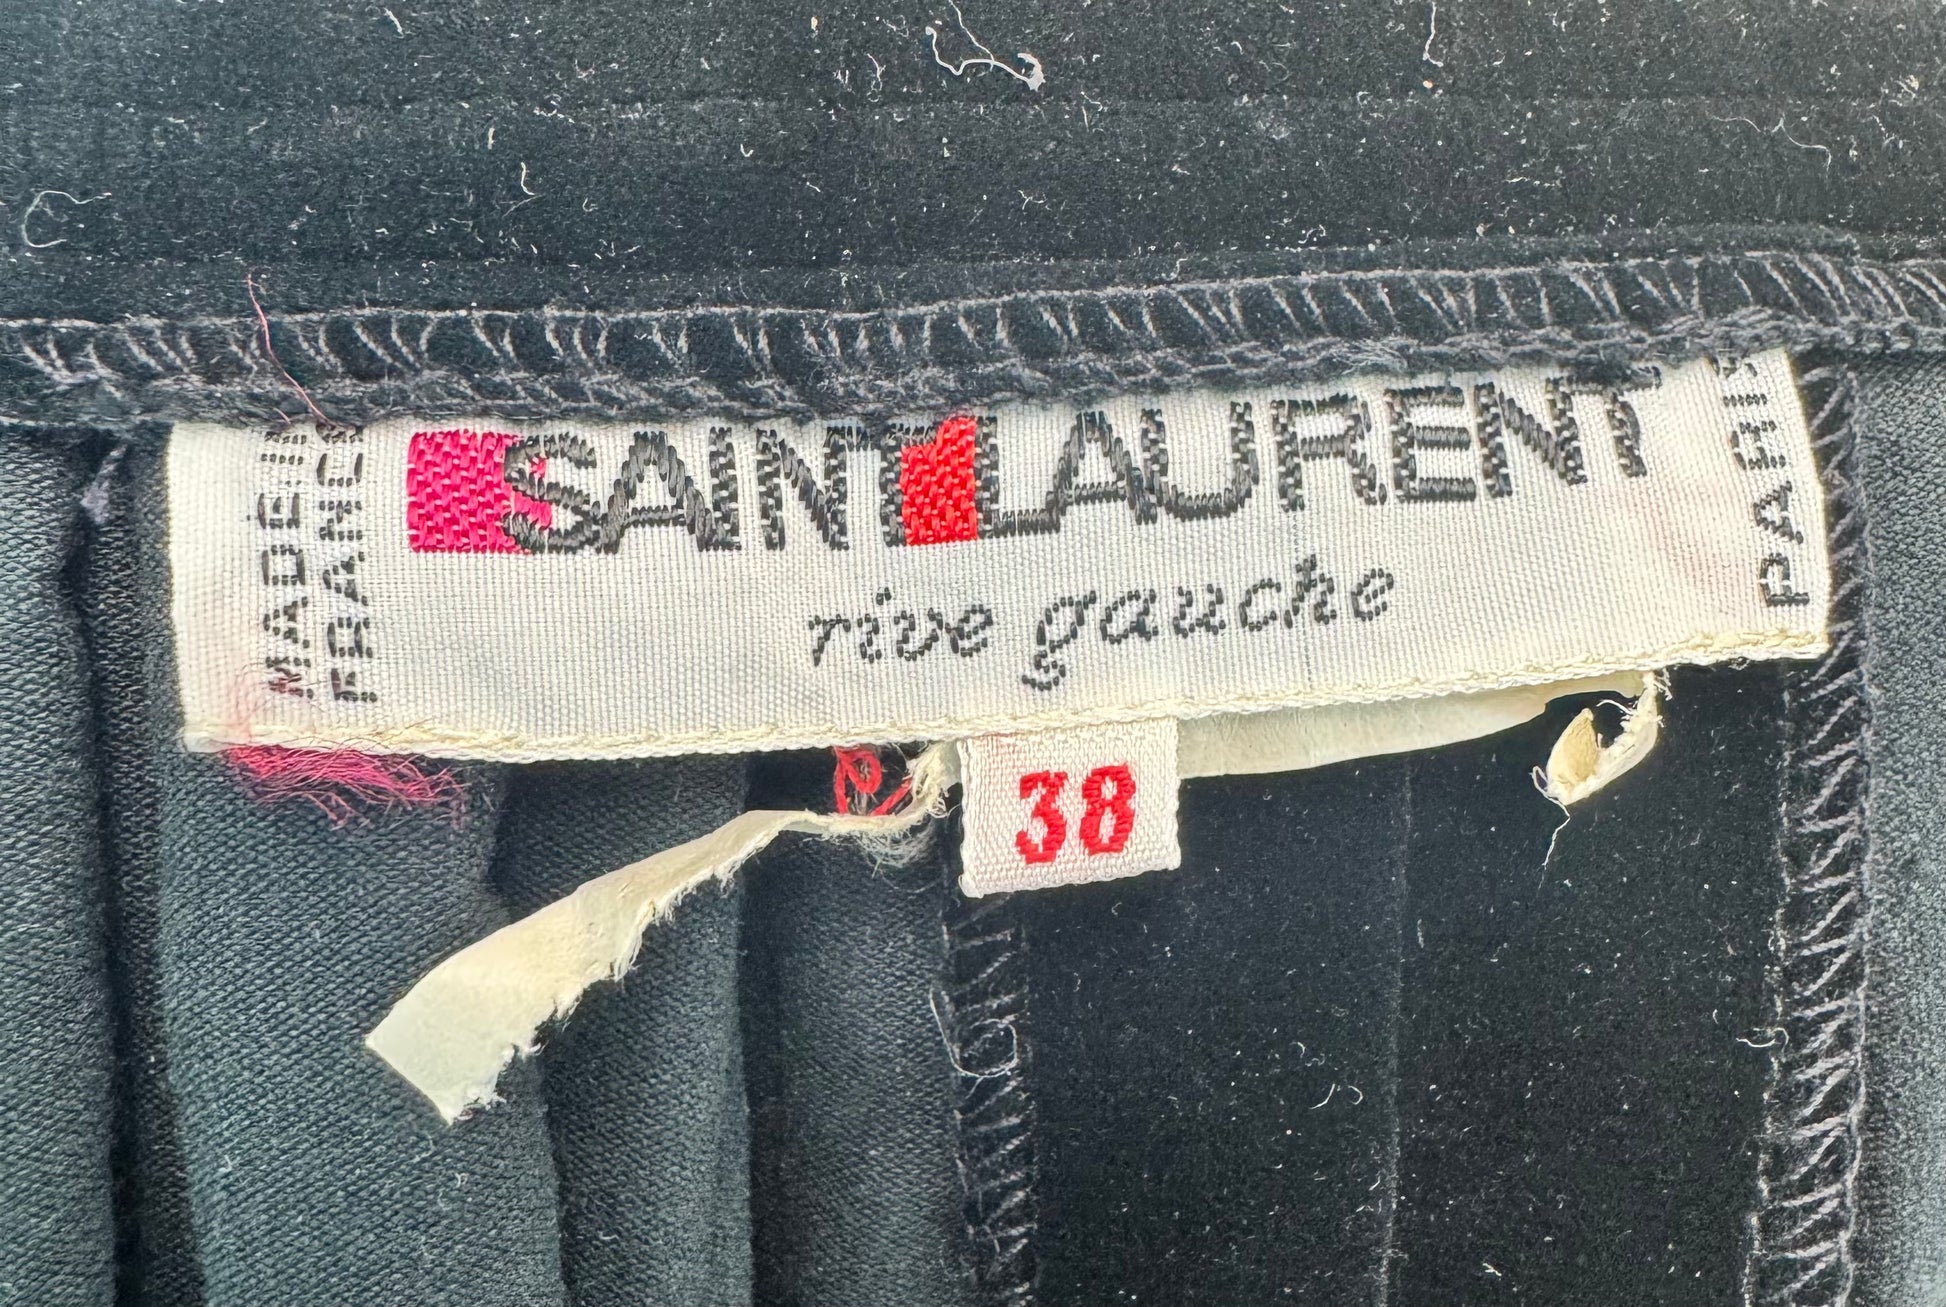 MADE IN
FRANCE
SAINT LAURENT
rive gauche
PARIS
38